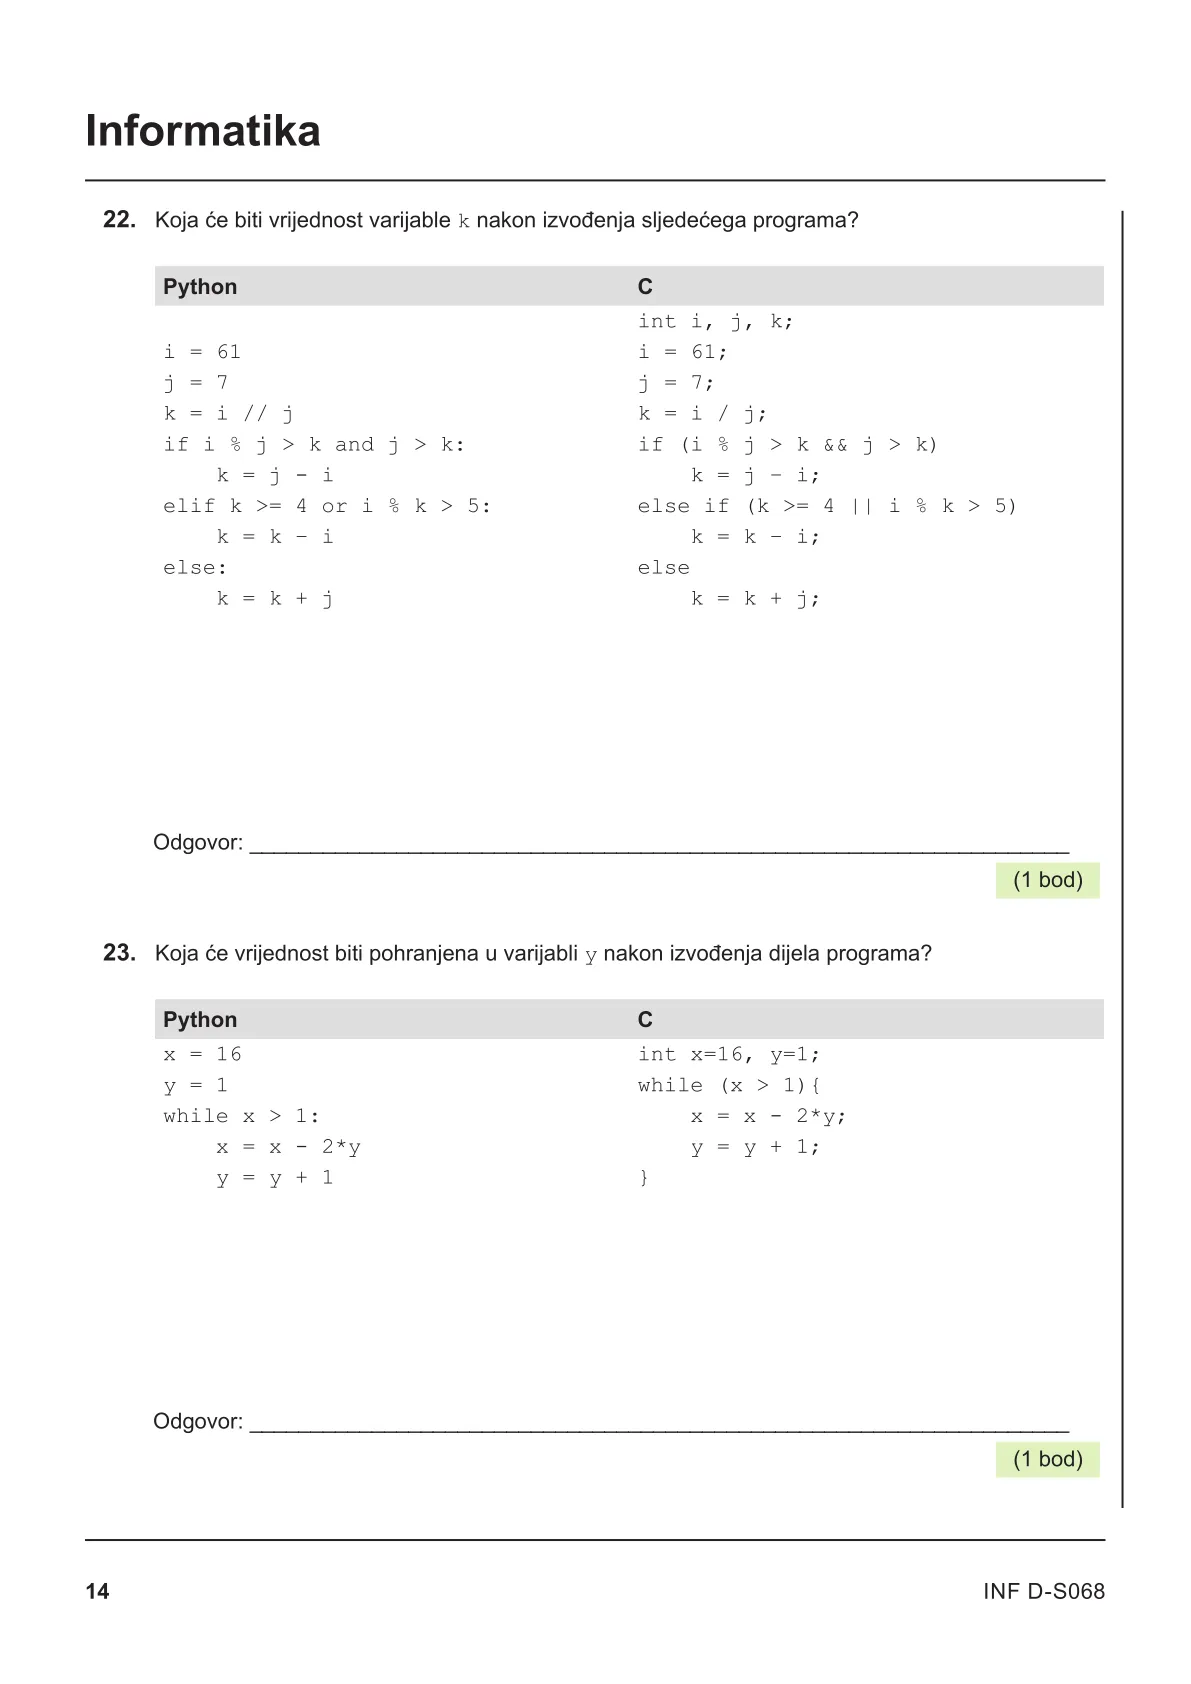 Informatika
22. Koja će biti vrijednost varijable k nakon izvođenja sljedećega programa?
Python C
int i, j, k;
i = 61 i = 61;
j = 7 j = 7;
k = i // j k = i / j;
if i % j > k and j > k: if (i % j > k && j > k)
    k = j - i     k = j – i;
elif k >= 4 or i % k > 5: else if (k >= 4 || i % k > 5)
    k = k – i     k = k – i;
else: else
    k = k + j     k = k + j;
Odgovor: ____________________________________________________________________
(1 bod)
23. Koja će vrijednost biti pohranjena u varijabli y nakon izvođenja dijela programa?
Python C
x = 16 int x=16, y=1;
y = 1 while (x > 1){
while x > 1:     x = x - 2*y;
    x = x - 2*y     y = y + 1;
    y = y + 1 }
Odgovor: ____________________________________________________________________
(1 bod)
14 INF D-S068